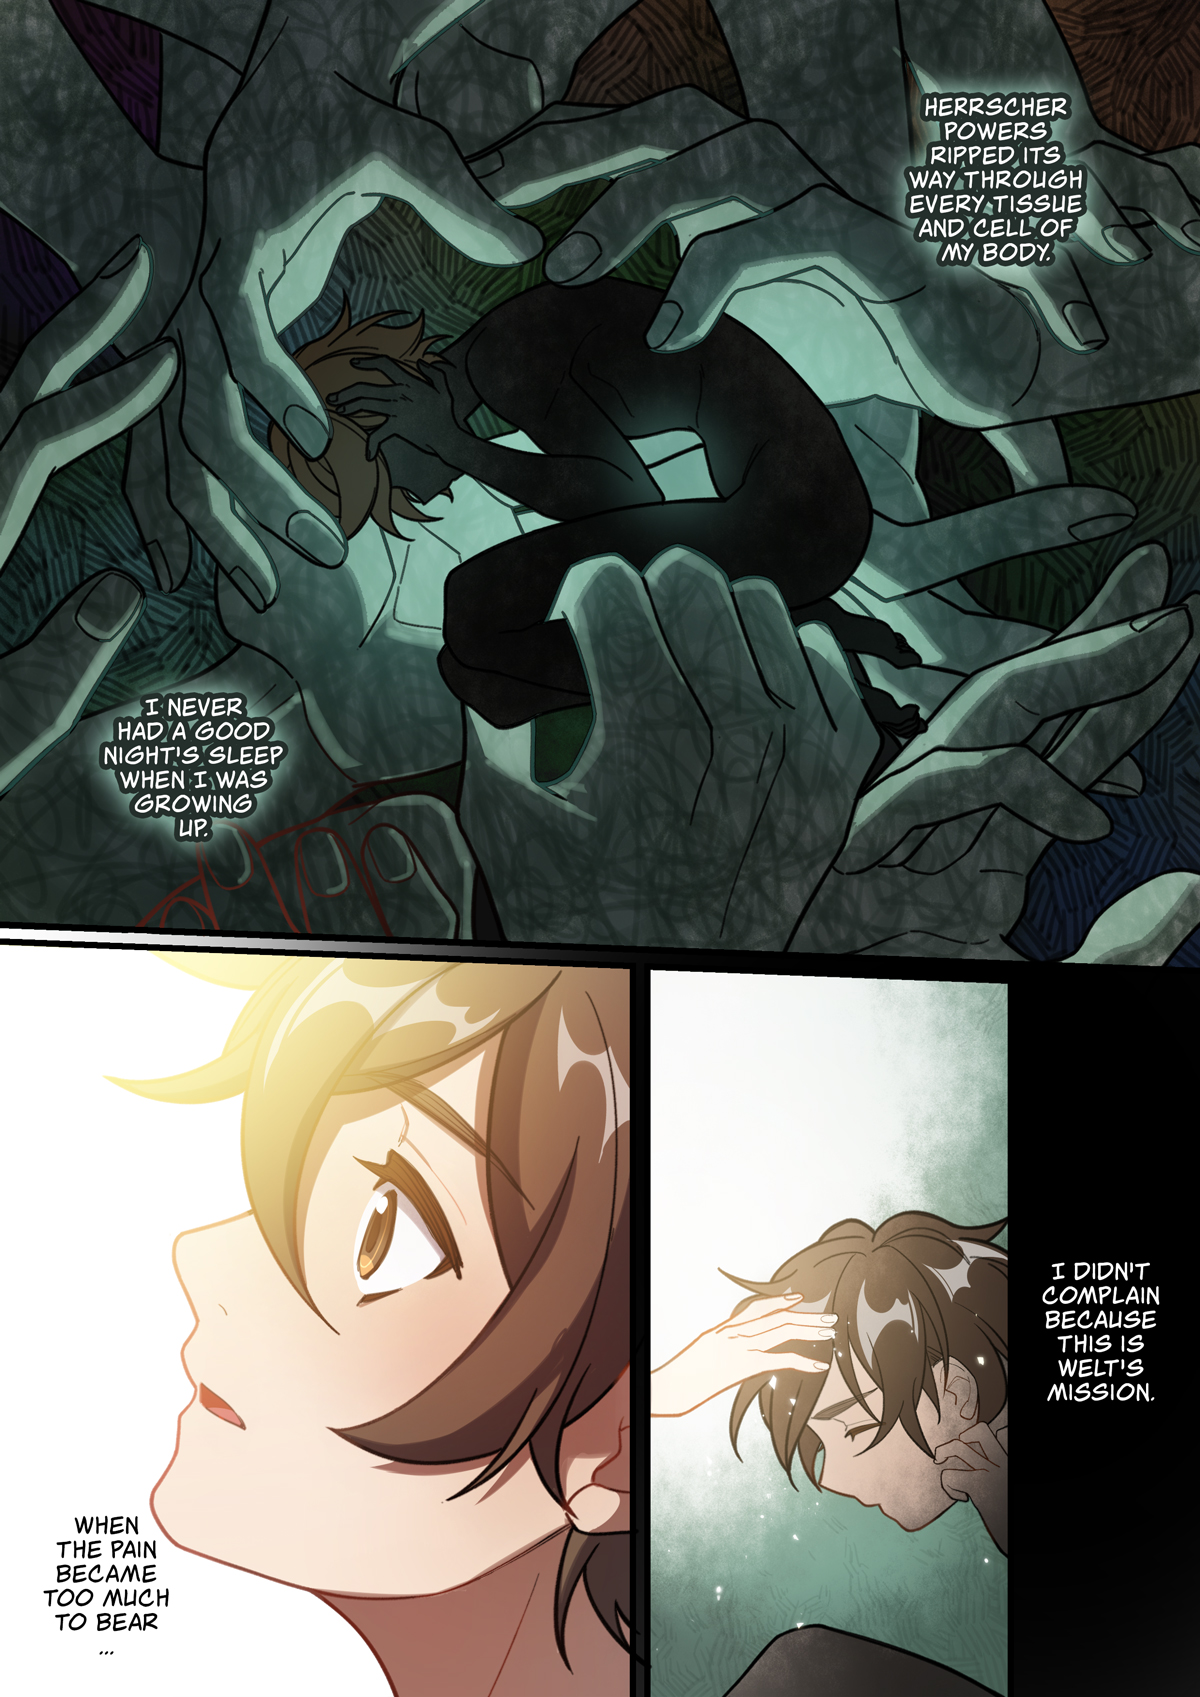 HERRSCHER
POWERS
RIPPED ITS
WAY THROUGH
EVERY TISSUE
AND CELL OF
MY BODY.
I NEVER
HAD A GOOD
NIGHT'S SLEEP
WHEN I WAS
GROWING
UP.
I DIDN'T
COMPLAIN
BECAUSE
THIS IS
WELT'S
MISSION.
WHEN
THE PAIN
BECAME
TOO MUCH
TO BEAR
...